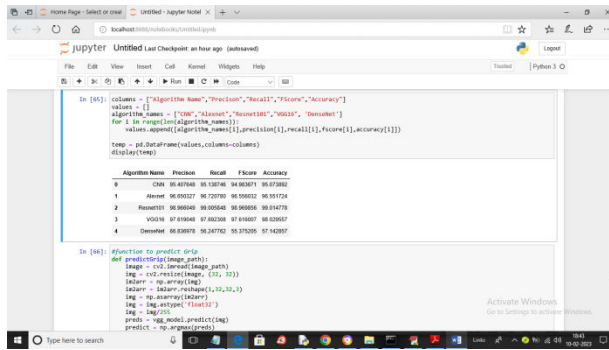 Home Page - Select or creat
Untitled - Jupyter Notel
localhost:8888/notebooks/Untitled.ipynb
jupyter Untitled Last Checkpoint: an hour ago (autosaved)
Logout
File Edit View Insert Cell Kernel Widgets Help
Trusted Python 3
Run Code
In [65]: columns = ["Algorithm Name","Precison","Recall","FScore","Accuracy"]
values = []
algorithm_names = ["CNN","Alexnet","Resnet101","VGG16", 'DenseNet']
for i in range(len(algorithm_names)):
values.append([algorithm_names[i],precision[i],recall[i],fscore[i],accuracy[i]])
temp = pd.DataFrame(values,columns=columns)
display(temp)
Algorithm Name Precison Recall FScore Accuracy
0 CNN 95.407648 95.138746 94.983671 95.073892
1 Alexnet 96.650327 96.720780 96.556032 96.551724
2 Resnet101 98.966049 99.005848 98.969856 99.014778
3 VGG16 97.619048 97.692308 97.616607
4 DenseNet 66.836978 56.247762 55.375205 57.142857
In [66]: #function to predict Grip
def predictGrip(image_path):
image = cv2.imread(image_path)
img = cv2.resize(image, (32, 32))
im2arr = np.array(img)
im2arr = im2arr.reshape(1,32,32,3)
img = np.asarray(im2arr)
img = img.astype('float32')
img = img/255
preds = vgg_model.predict(img)
predict = np.argmax(preds)
Activate Windows
Go to Settings to activate Windows.
Type here to search
Links
18:43
10-02-2023